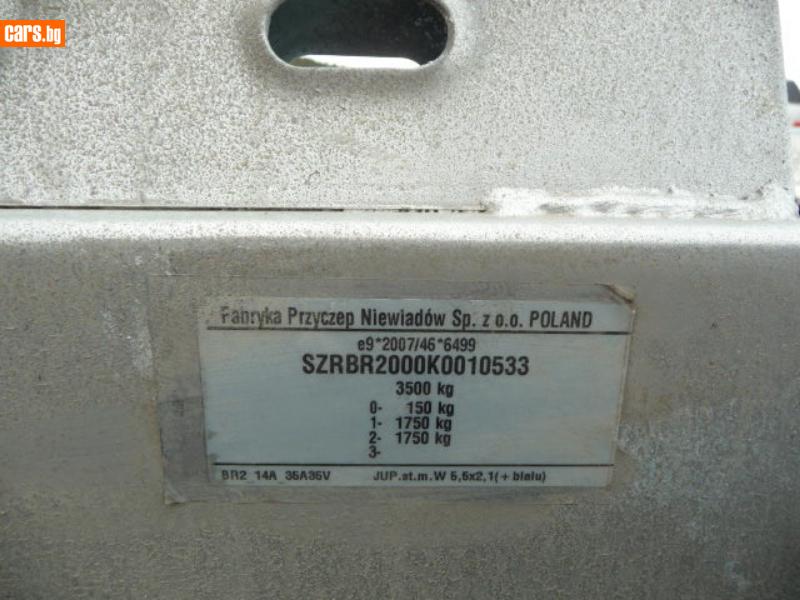 cars.bg
Fabryka Przyczep Niewiadów Sp. z o.o. POLAND
e9*2007/46*6499
SZRBR2000K0010533
3500 kg
0- 150 kg
1- 1750 kg
2- 1750 kg
3-
BR2 14A 35A35V JUP.st.m.W 5,5x2,1(+ bialu)